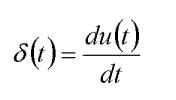 δ(t) = du(t)/dt